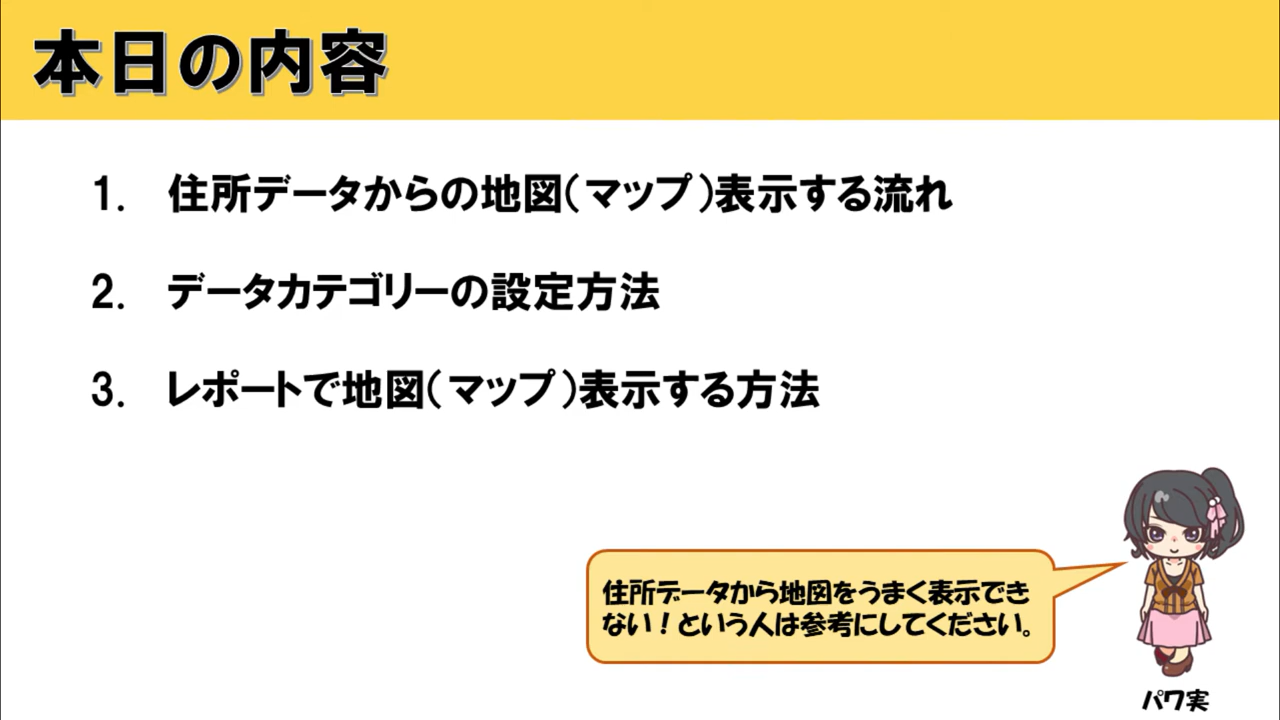 本日の内容
1. 住所データからの地図(マップ)表示する流れ
2. データカテゴリーの設定方法
3. レポートで地図(マップ)表示する方法
住所データから地図をうまく表示でき
ない!という人は参考にしてください。
パワ実